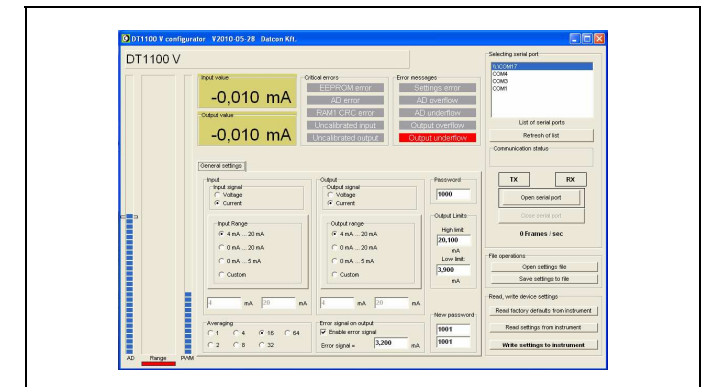 DT1100 V configurator V2010-05-28 Datcon Kft.
DT1100 V
Input value
-0,010 mA
Output value
-0,010 mA
Critical errors
EEPROM error
AD error
RAM1 CRC error
Uncalibrated input
Uncalibrated output
Error messages
Settings error
AD overflow
AD underflow
Output overflow
Output underflow
Selecting serial port
\\.\COM17
COM4
COM3
COM1
List of serial ports
Refresh of list
Communication status
TX RX
Open serial port
Close serial port
0 Frames / sec
File operations
Open settings file
Save settings to file
Read, write device settings
Read factory defaults from instrument
Read settings from instrument
Write settings to instrument
General settings
Input
Input signal
Voltage
Current
Input Range
4 mA ... 20 mA
0 mA ... 20 mA
0 mA ... 5 mA
Custom
4 mA 20 mA
Averaging
1 4 16 64
2 8 32
Output
Output signal
Voltage
Current
Output range
4 mA ... 20 mA
0 mA ... 20 mA
0 mA ... 5 mA
Custom
4 mA 20 mA
Error signal on output
Enable error signal
Error signal = 3,200 mA
Password
1000
Output Limits
High limit:
20,100
mA
Low limit:
3,900
mA
New password
1001
1001
AD Range PWM